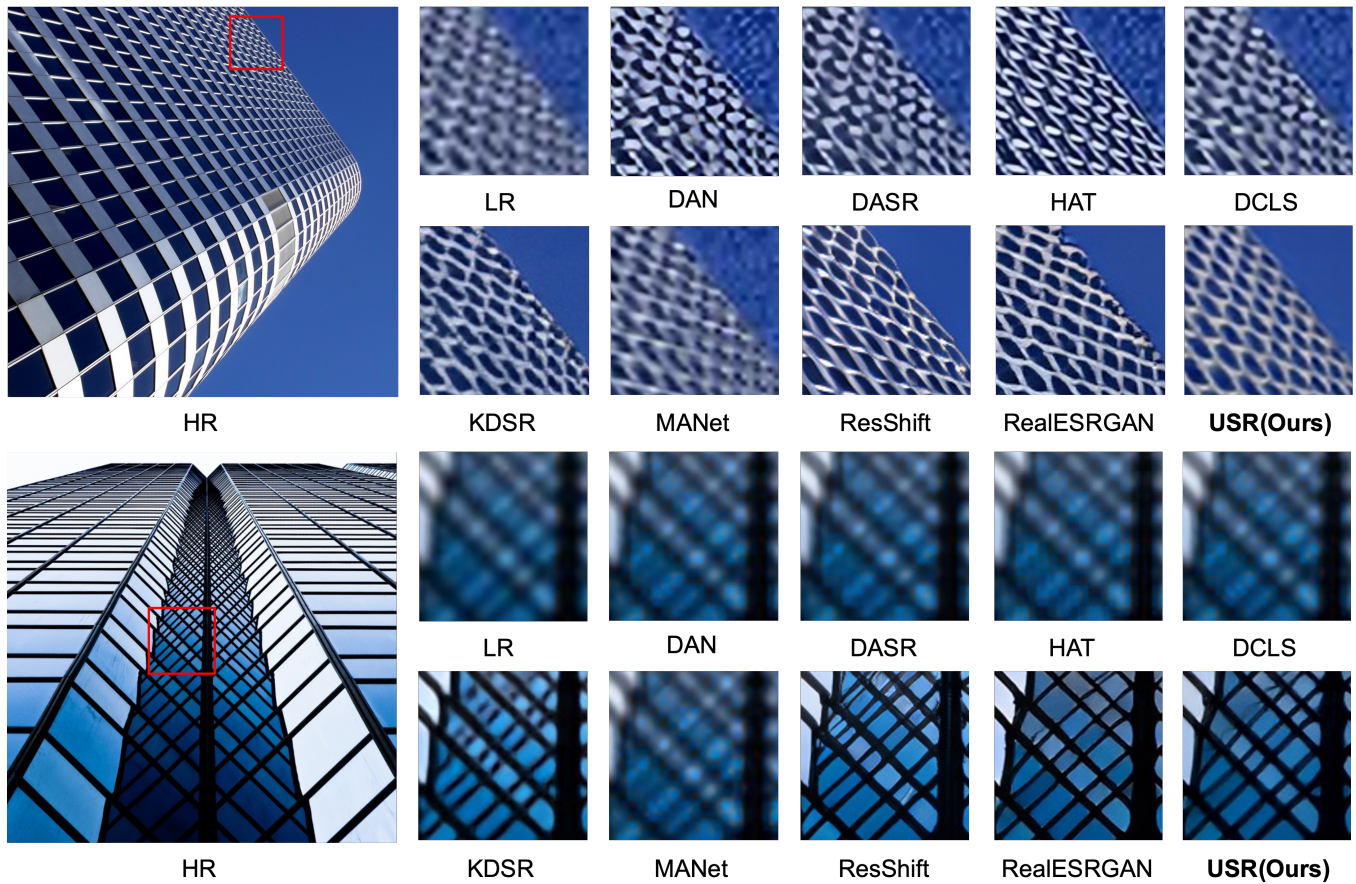 LR DAN DASR HAT DCLS
HR KDSR MANet ResShift RealESRGAN USR(Ours)
LR DAN DASR HAT DCLS
HR KDSR MANet ResShift RealESRGAN USR(Ours)